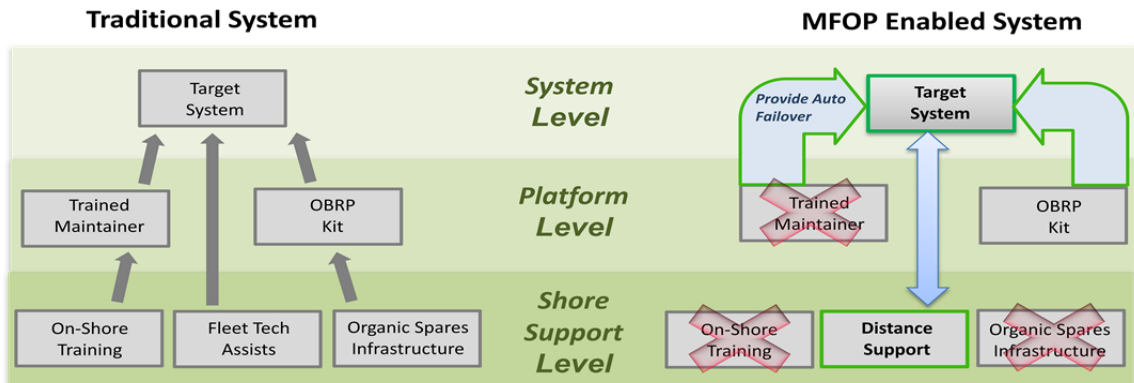 Traditional System
MFOP Enabled System
System
Level
Target
System
Provide Auto
Failover
Target
System
Platform
Level
Trained
Maintainer
OBRP
Kit
Trained
Maintainer
OBRP
Kit
Shore
Support
Level
On-Shore
Training
Fleet Tech
Assists
Organic Spares
Infrastructure
On-Shore
Training
Distance
Support
Organic Spares
Infrastructure